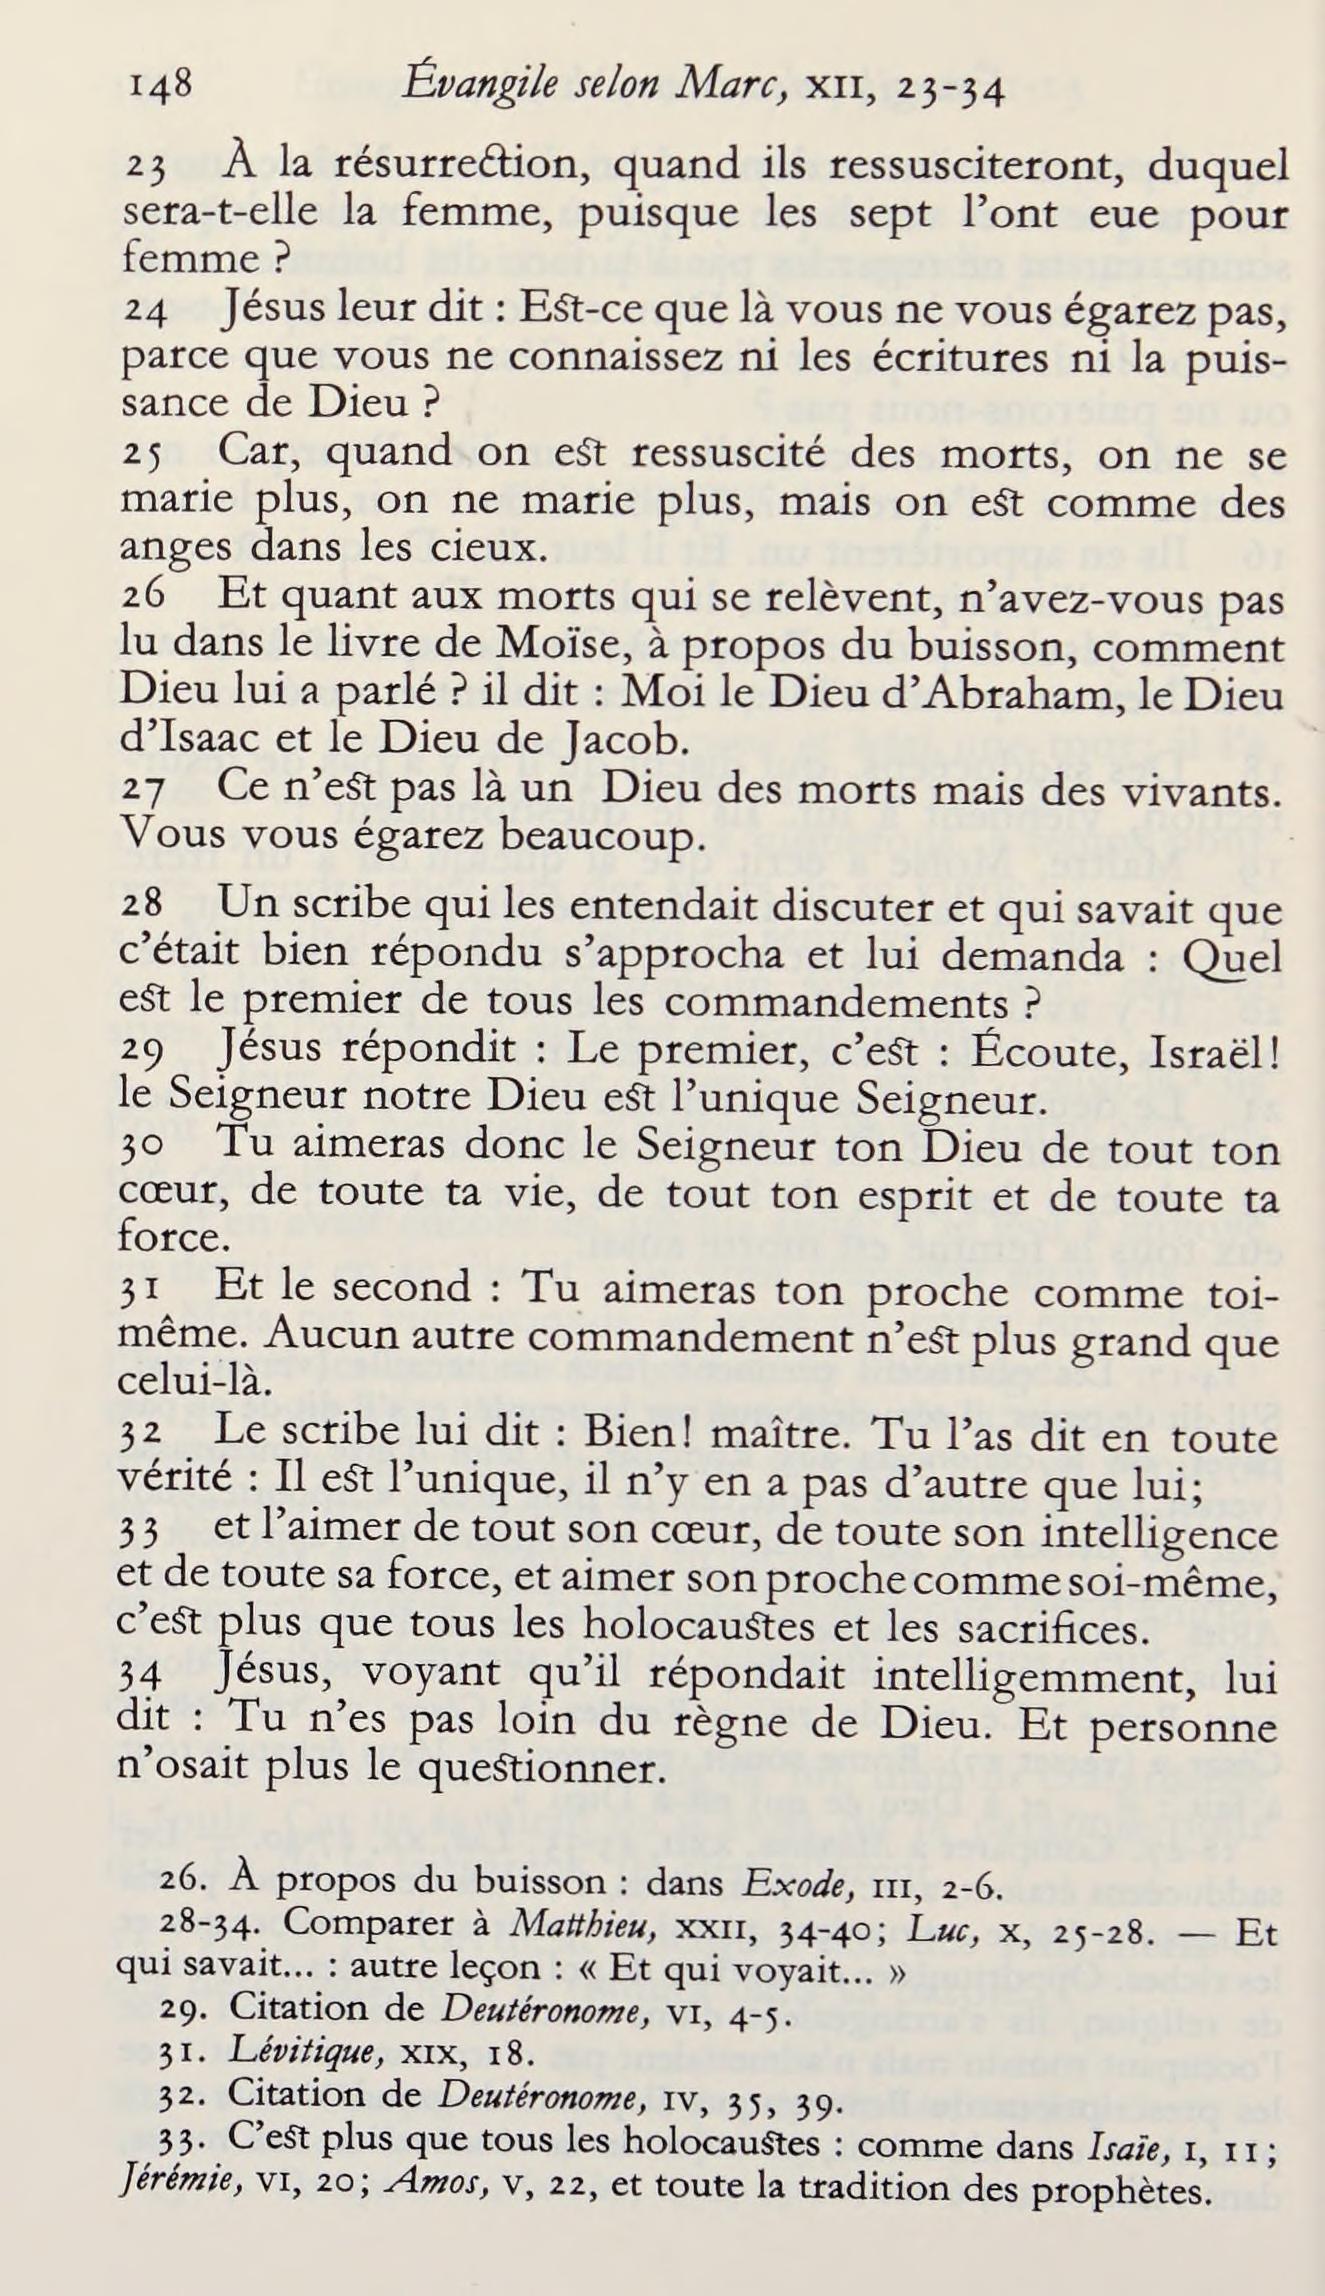 148 Évangile selon Marc, XII, 23-34
23 À la résurrection, quand ils ressusciteront, duquel
sera-t-elle la femme, puisque les sept l'ont eue pour
femme ?
24 Jésus leur dit : Est-ce que là vous ne vous égarez pas,
parce que vous ne connaissez ni les écritures ni la puis-
sance de Dieu ?
25 Car, quand on est ressuscité des morts, on ne se
marie plus, on ne marie plus, mais on est comme des
anges dans les cieux.
26 Et quant aux morts qui se relèvent, n'avez-vous pas
lu dans le livre de Moïse, à propos du buisson, comment
Dieu lui a parlé ? il dit : Moi le Dieu d'Abraham, le Dieu
d'Isaac et le Dieu de Jacob.
27 Ce n'est pas là un Dieu des morts mais des vivants.
Vous vous égarez beaucoup.
28 Un scribe qui les entendait discuter et qui savait que
c'était bien répondu s'approcha et lui demanda : Quel
est le premier de tous les commandements ?
29 Jésus répondit : Le premier, c'est : Écoute, Israël!
le Seigneur notre Dieu est l'unique Seigneur.
30 Tu aimeras donc le Seigneur ton Dieu de tout ton
cœur, de toute ta vie, de tout ton esprit et de toute ta
force.
31 Et le second : Tu aimeras ton proche comme toi-
même. Aucun autre commandement n'est plus grand que
celui-là.
32 Le scribe lui dit : Bien! maître. Tu l'as dit en toute
vérité : Il est l'unique, il n'y en a pas d'autre que lui;
33 et l'aimer de tout son cœur, de toute son intelligence
et de toute sa force, et aimer son proche comme soi-même,
c'est plus que tous les holocaustes et les sacrifices.
34 Jésus, voyant qu'il répondait intelligemment, lui
dit : Tu n'es pas loin du règne de Dieu. Et personne
n'osait plus le questionner.
26. À propos du buisson : dans Exode, III, 2-6.
28-34. Comparer à Matthieu, XXII, 34-40; Luc, X, 25-28. — Et
qui savait... : autre leçon : « Et qui voyait... »
29. Citation de Deutéronome, VI, 4-5.
31. Lévitique, XIX, 18.
32. Citation de Deutéronome, IV, 35, 39.
33. C'est plus que tous les holocaustes : comme dans Isaïe, I, 11;
Jérémie, VI, 20; Amos, V, 22, et toute la tradition des prophètes.